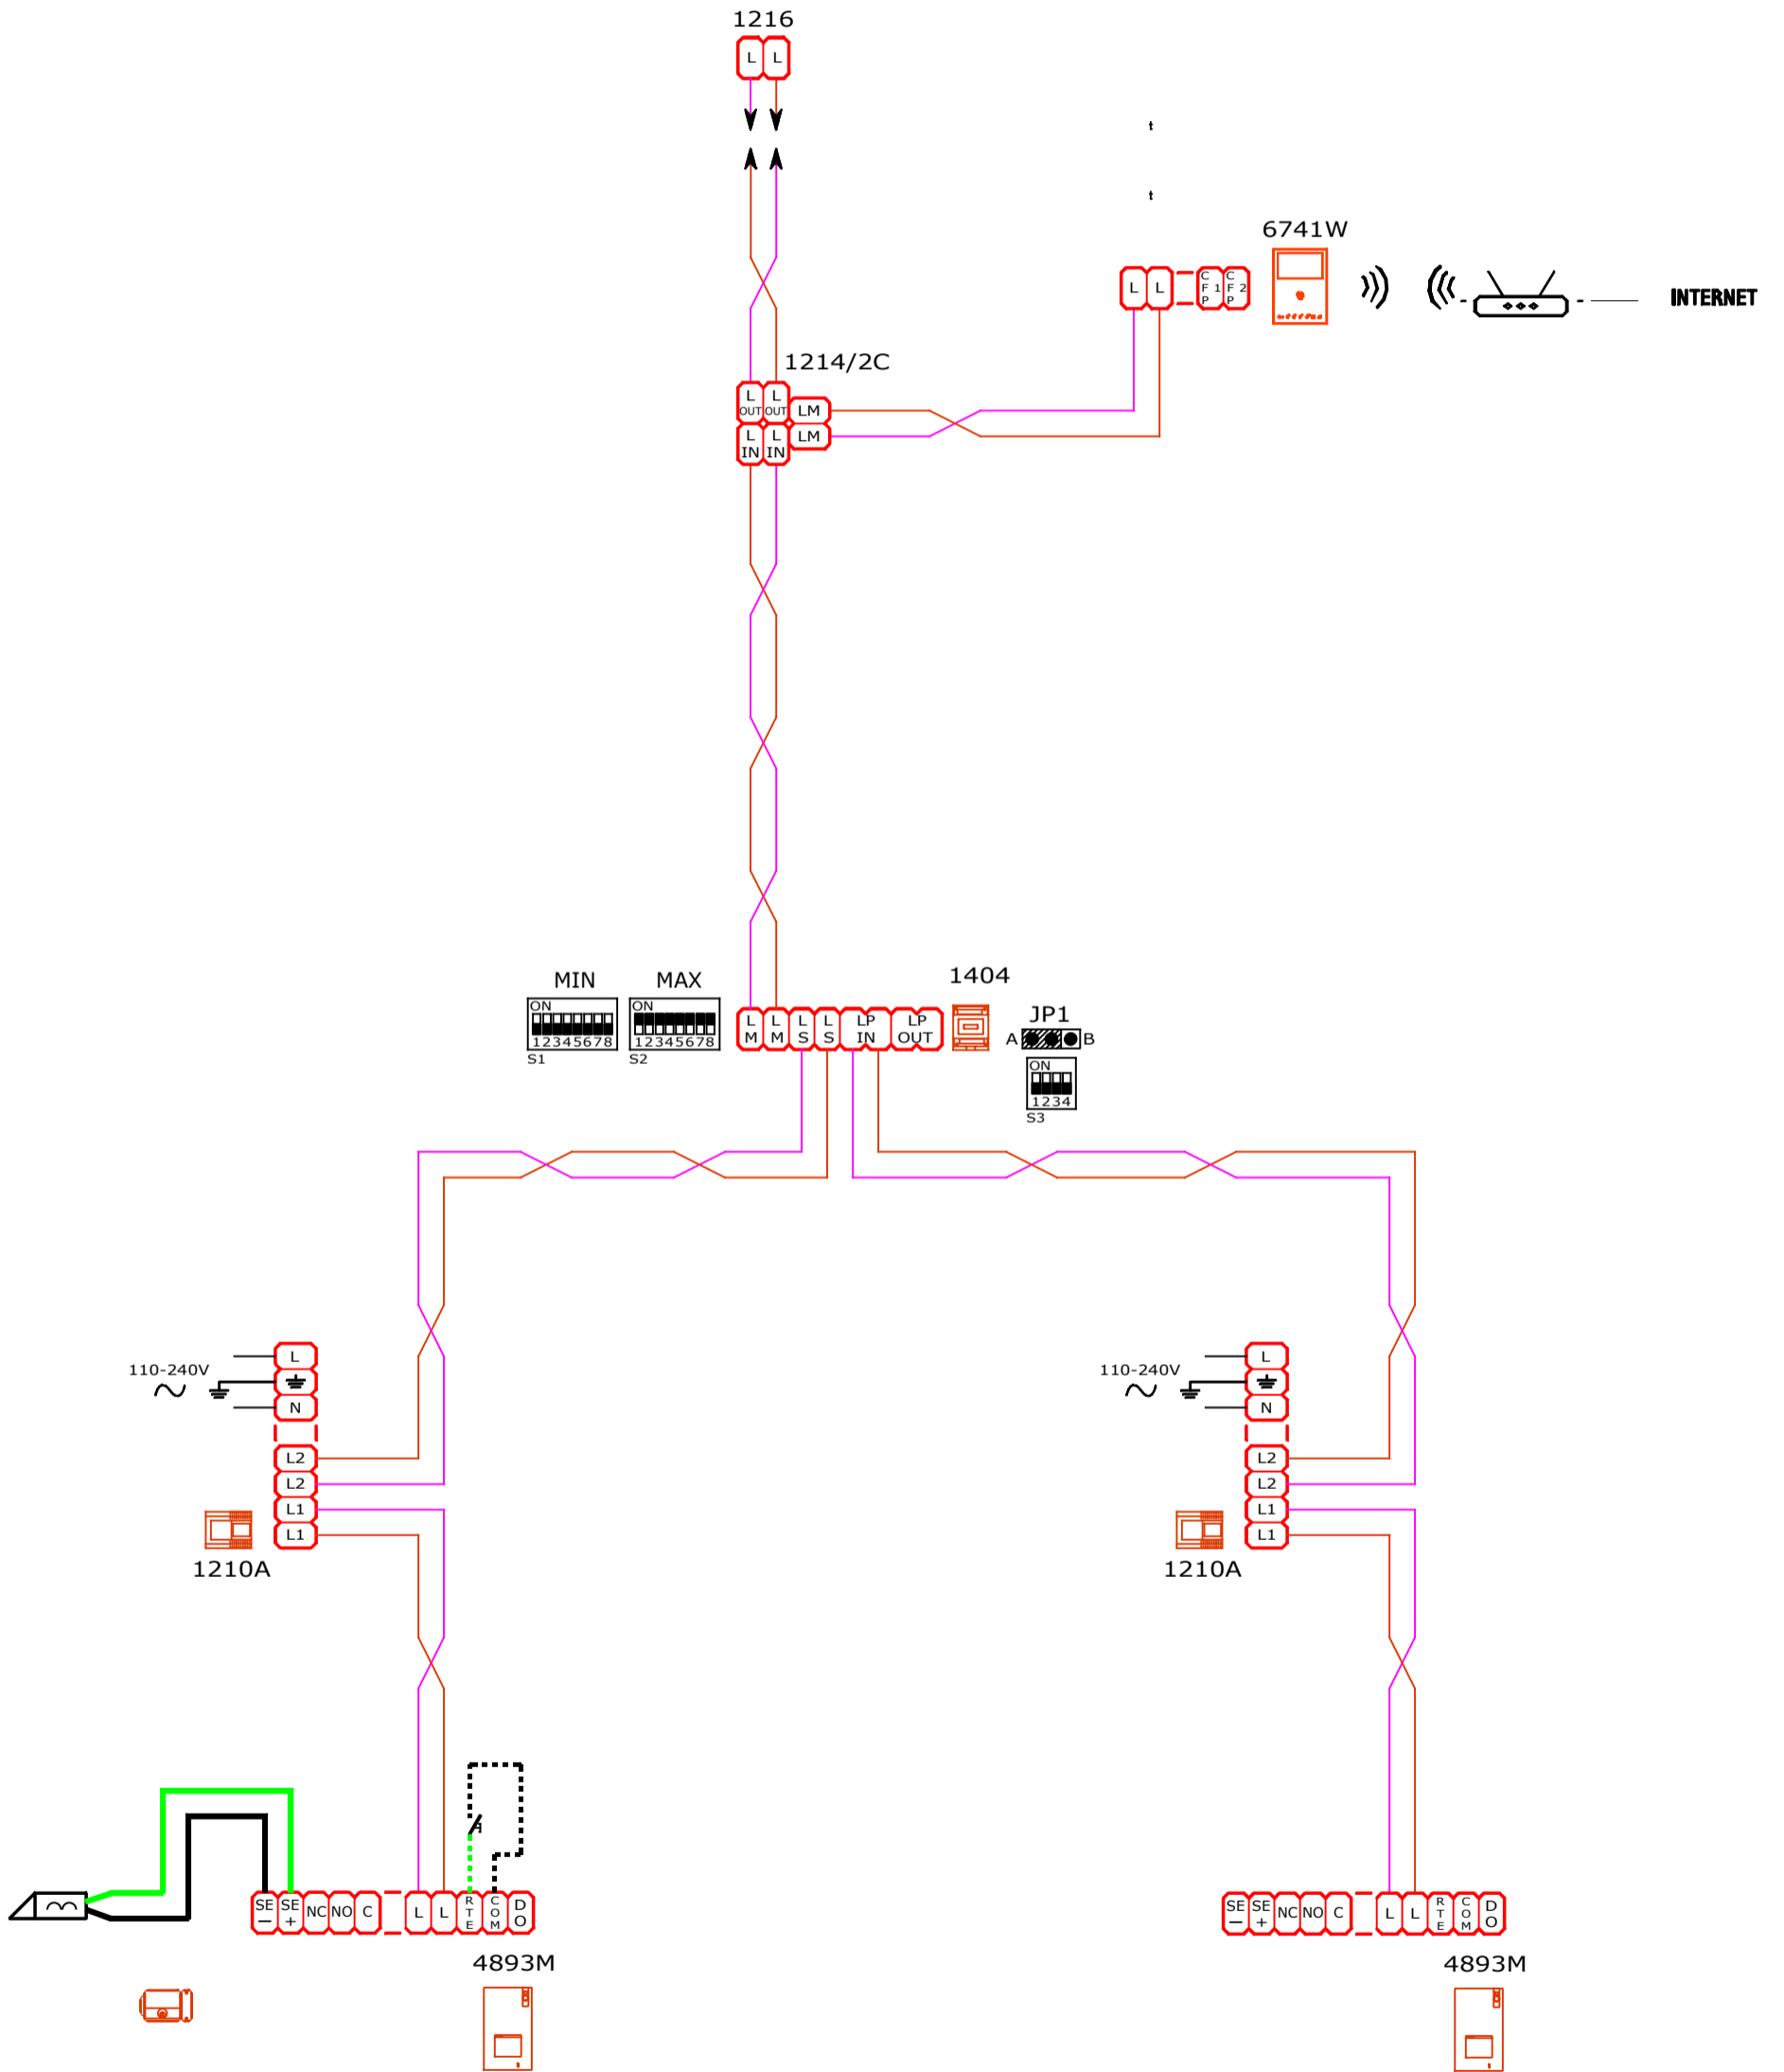 1216
L L
t
t
6741W
L L CFP1 CFP2
INTERNET
1214/2C
L OUT L OUT LM
L IN L IN LM
MIN MAX
1404
ON ON
12345678 12345678
S1 S2
L M L M L S L S LP IN LP OUT
JP1
A B
ON
1234
S3
110-240V
L
N
L2
L2
L1
L1
1210A
110-240V
L
N
L2
L2
L1
L1
1210A
SE – SE + NC NO C L L RTE COM DO
4893M
SE – SE + NC NO C L L RTE COM DO
4893M